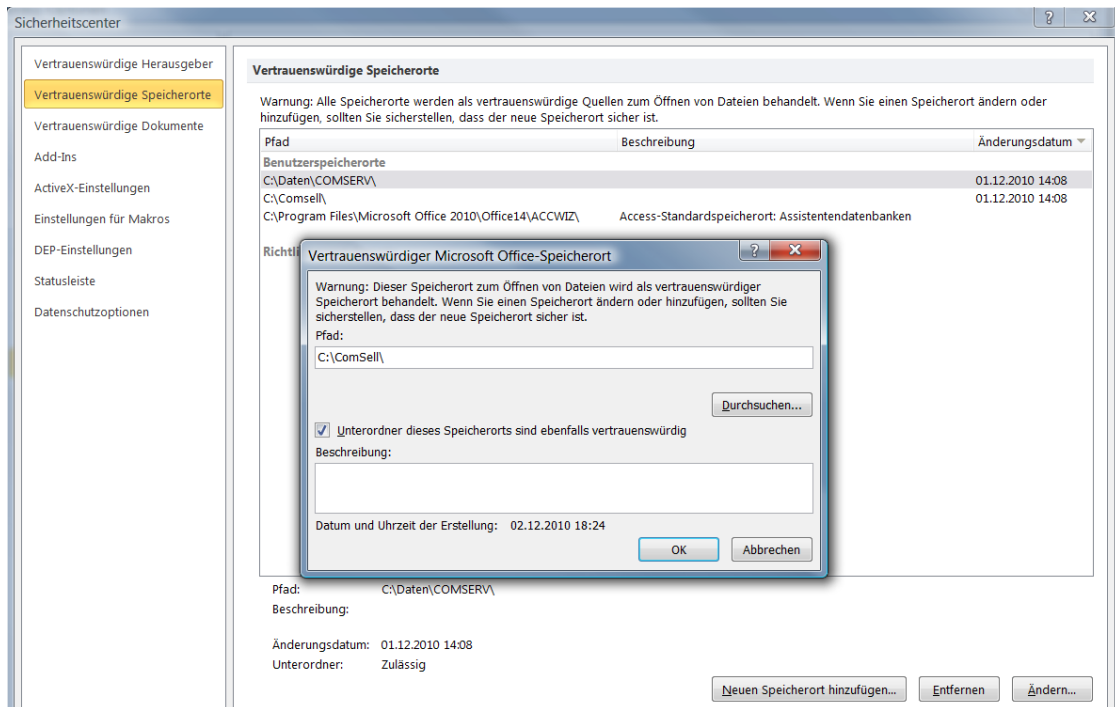 Sicherheitscenter
Vertrauenswürdige Herausgeber
Vertrauenswürdige Speicherorte
Vertrauenswürdige Dokumente
Add-Ins
ActiveX-Einstellungen
Einstellungen für Makros
DEP-Einstellungen
Statusleiste
Datenschutzoptionen
Vertrauenswürdige Speicherorte
Warnung: Alle Speicherorte werden als vertrauenswürdige Quellen zum Öffnen von Dateien behandelt. Wenn Sie einen Speicherort ändern oder
hinzufügen, sollten Sie sicherstellen, dass der neue Speicherort sicher ist.
Pfad Beschreibung Änderungsdatum
Benutzerspeicherorte
C:\Daten\COMSERV\ 01.12.2010 14:08
C:\Comsell\ 01.12.2010 14:08
C:\Program Files\Microsoft Office 2010\Office14\ACCWIZ\ Access-Standardspeicherort: Assistentendatenbanken
Richtli
Vertrauenswürdiger Microsoft Office-Speicherort
Warnung: Dieser Speicherort zum Öffnen von Dateien wird als vertrauenswürdiger
Speicherort behandelt. Wenn Sie einen Speicherort ändern oder hinzufügen, sollten Sie
sicherstellen, dass der neue Speicherort sicher ist.
Pfad:
C:\ComSell\
Durchsuchen...
Unterordner dieses Speicherorts sind ebenfalls vertrauenswürdig
Beschreibung:
Datum und Uhrzeit der Erstellung: 02.12.2010 18:24
OK Abbrechen
Pfad: C:\Daten\COMSERV\
Beschreibung:
Änderungsdatum: 01.12.2010 14:08
Unterordner: Zulässig
Neuen Speicherort hinzufügen... Entfernen Ändern...